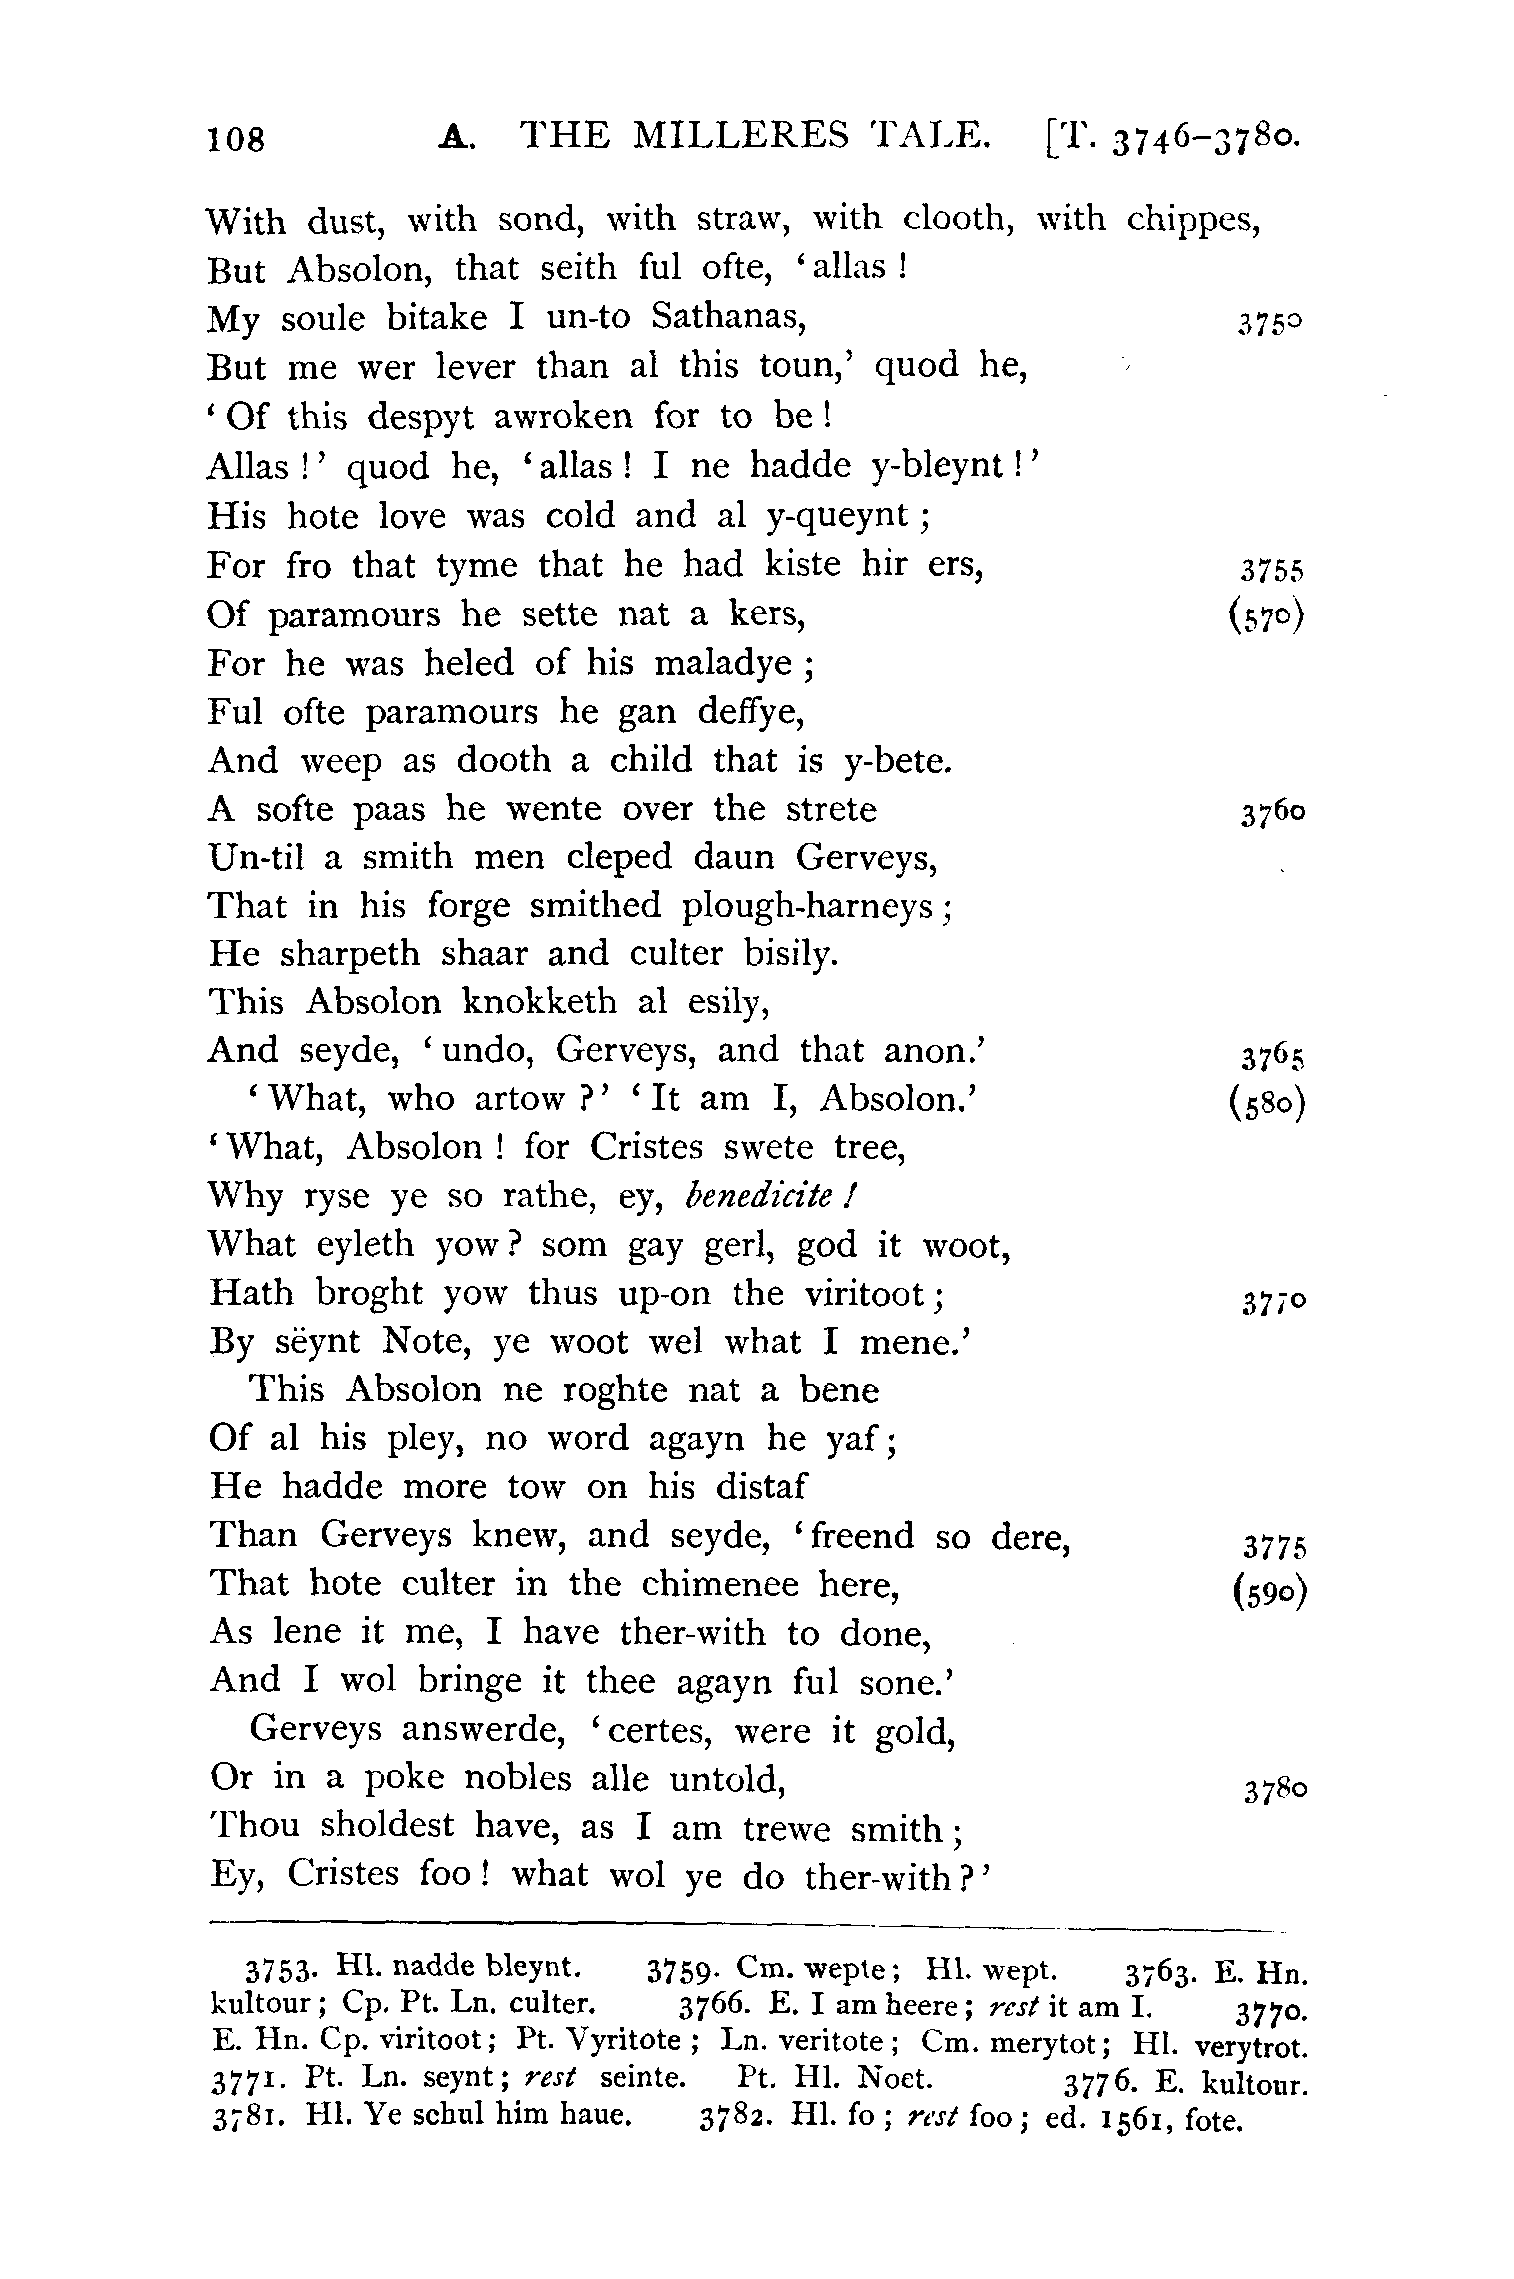 108 A. THE MILLERES TALE. [T. 3746–3780.
With dust, with sond, with straw, with clooth, with chippes,
But Absolon, that seith ful ofte, ‘allas !
My soule bitake I un-to Sathanas, 3750
But me wer lever than al this toun,’ quod he,
‘Of this despyt awroken for to be !
Allas !’ quod he, ‘allas ! I ne hadde y-bleynt !’
His hote love was cold and al y-queynt ;
For fro that tyme that he had kiste hir ers, 3755
Of paramours he sette nat a kers, (570)
For he was heled of his maladye ;
Ful ofte paramours he gan deffye,
And weep as dooth a child that is y-bete.
A softe paas he wente over the strete 3760
Un-til a smith men cleped daun Gerveys,
That in his forge smithed plough-harneys ;
He sharpeth shaar and culter bisily.
This Absolon knokketh al esily,
And seyde, ‘undo, Gerveys, and that anon.’ 3765
‘What, who artow ?’ ‘It am I, Absolon.’ (580)
‘What, Absolon ! for Cristes swete tree,
Why ryse ye so rathe, ey, benedicite !
What eyleth yow ? som gay gerl, god it woot,
Hath broght yow thus up-on the viritoot ; 3770
By sëynt Note, ye woot wel what I mene.’
This Absolon ne roghte nat a bene
Of al his pley, no word agayn he yaf ;
He hadde more tow on his distaf
Than Gerveys knew, and seyde, ‘freend so dere, 3775
That hote culter in the chimenee here, (590)
As lene it me, I have ther-with to done,
And I wol bringe it thee agayn ful sone.’
Gerveys answerde, ‘certes, were it gold,
Or in a poke nobles alle untold, 3780
Thou sholdest have, as I am trewe smith ;
Ey, Cristes foo ! what wol ye do ther-with ?’
3753. Hl. nadde bleynt. 3759. Cm. wepte ; Hl. wept. 3763. E. Hn.
kultour ; Cp. Pt. Ln. culter. 3766. E. I am heere ; rest it am I. 3770.
E. Hn. Cp. viritoot ; Pt. Vyritote ; Ln. veritote ; Cm. merytot ; Hl. verytrot.
3771. Pt. Ln. seynt ; rest seinte. Pt. Hl. Noet. 3776. E. kultour.
3781. Hl. Ye schul him haue. 3782. Hl. fo ; rest foo ; ed. 1561, fote.